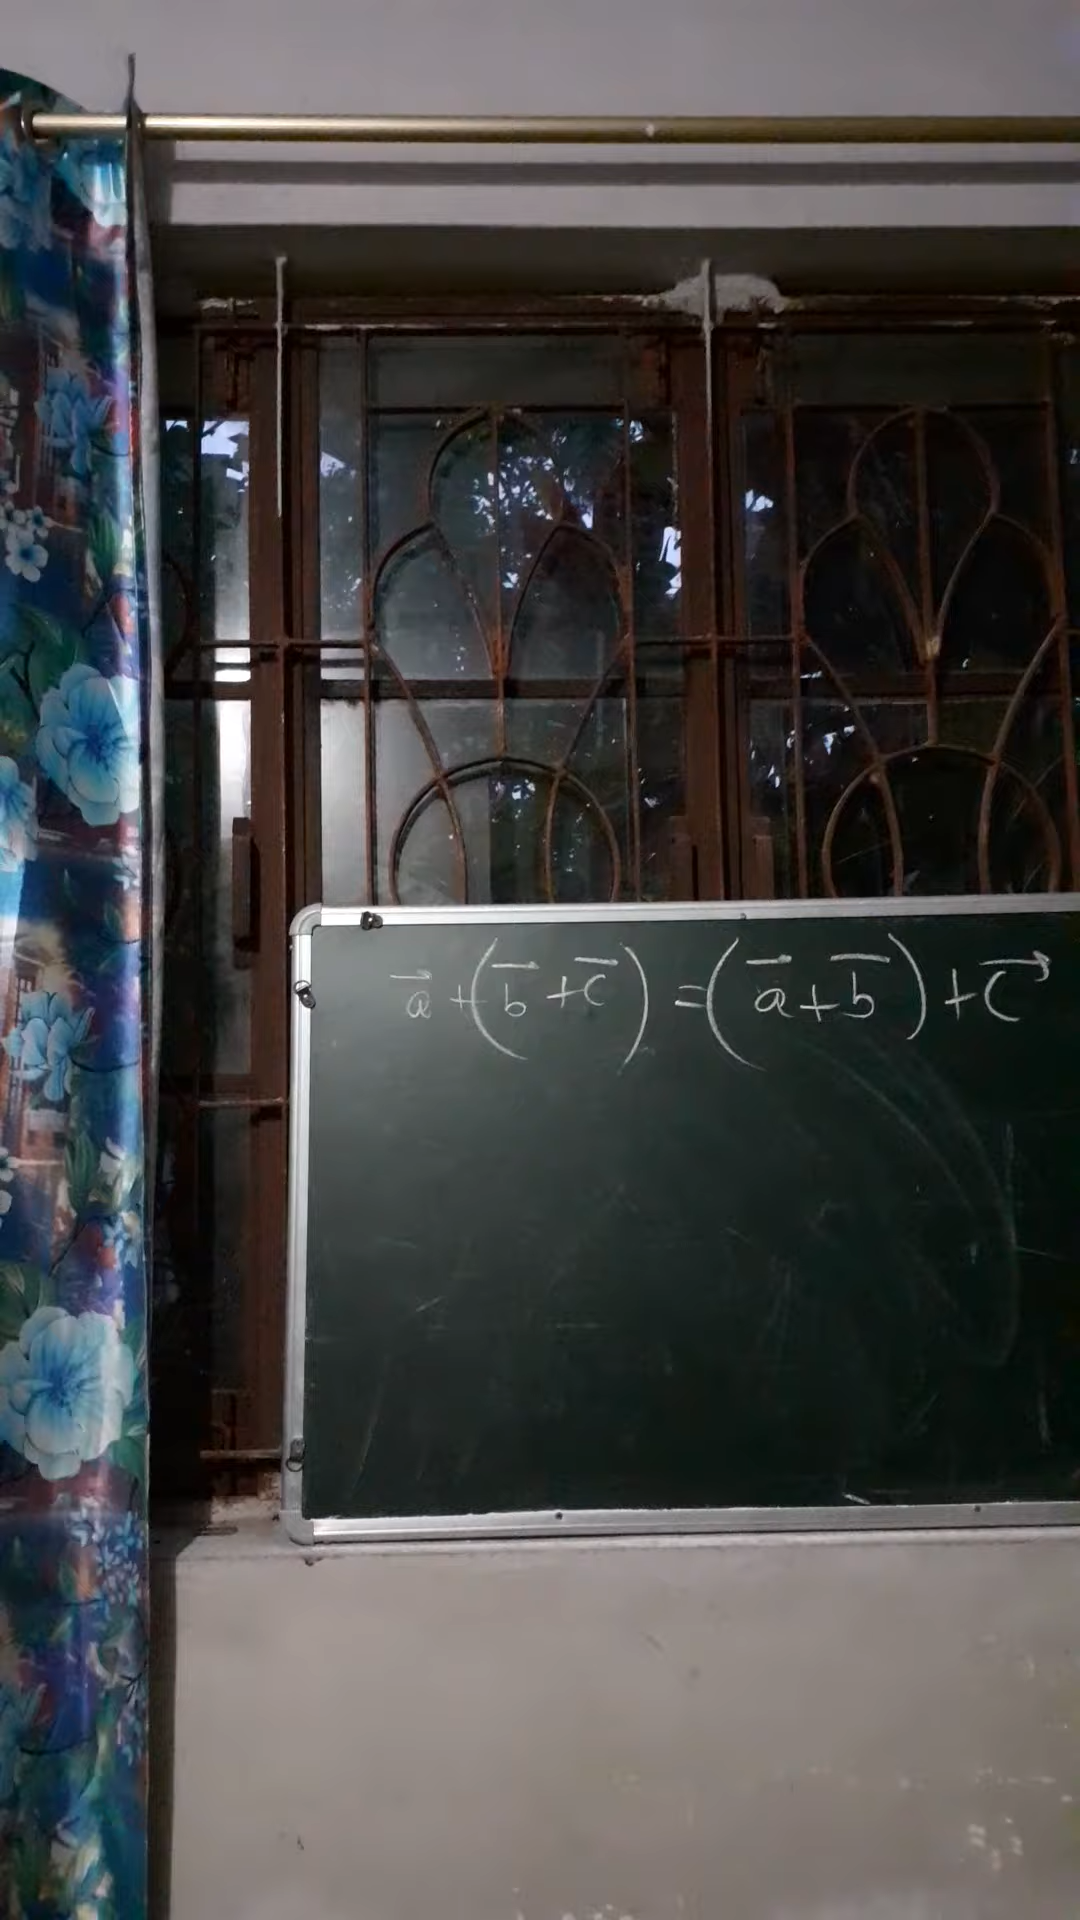 a⃗ + (b⃗ + c⃗) = (a⃗ + b⃗) + c⃗